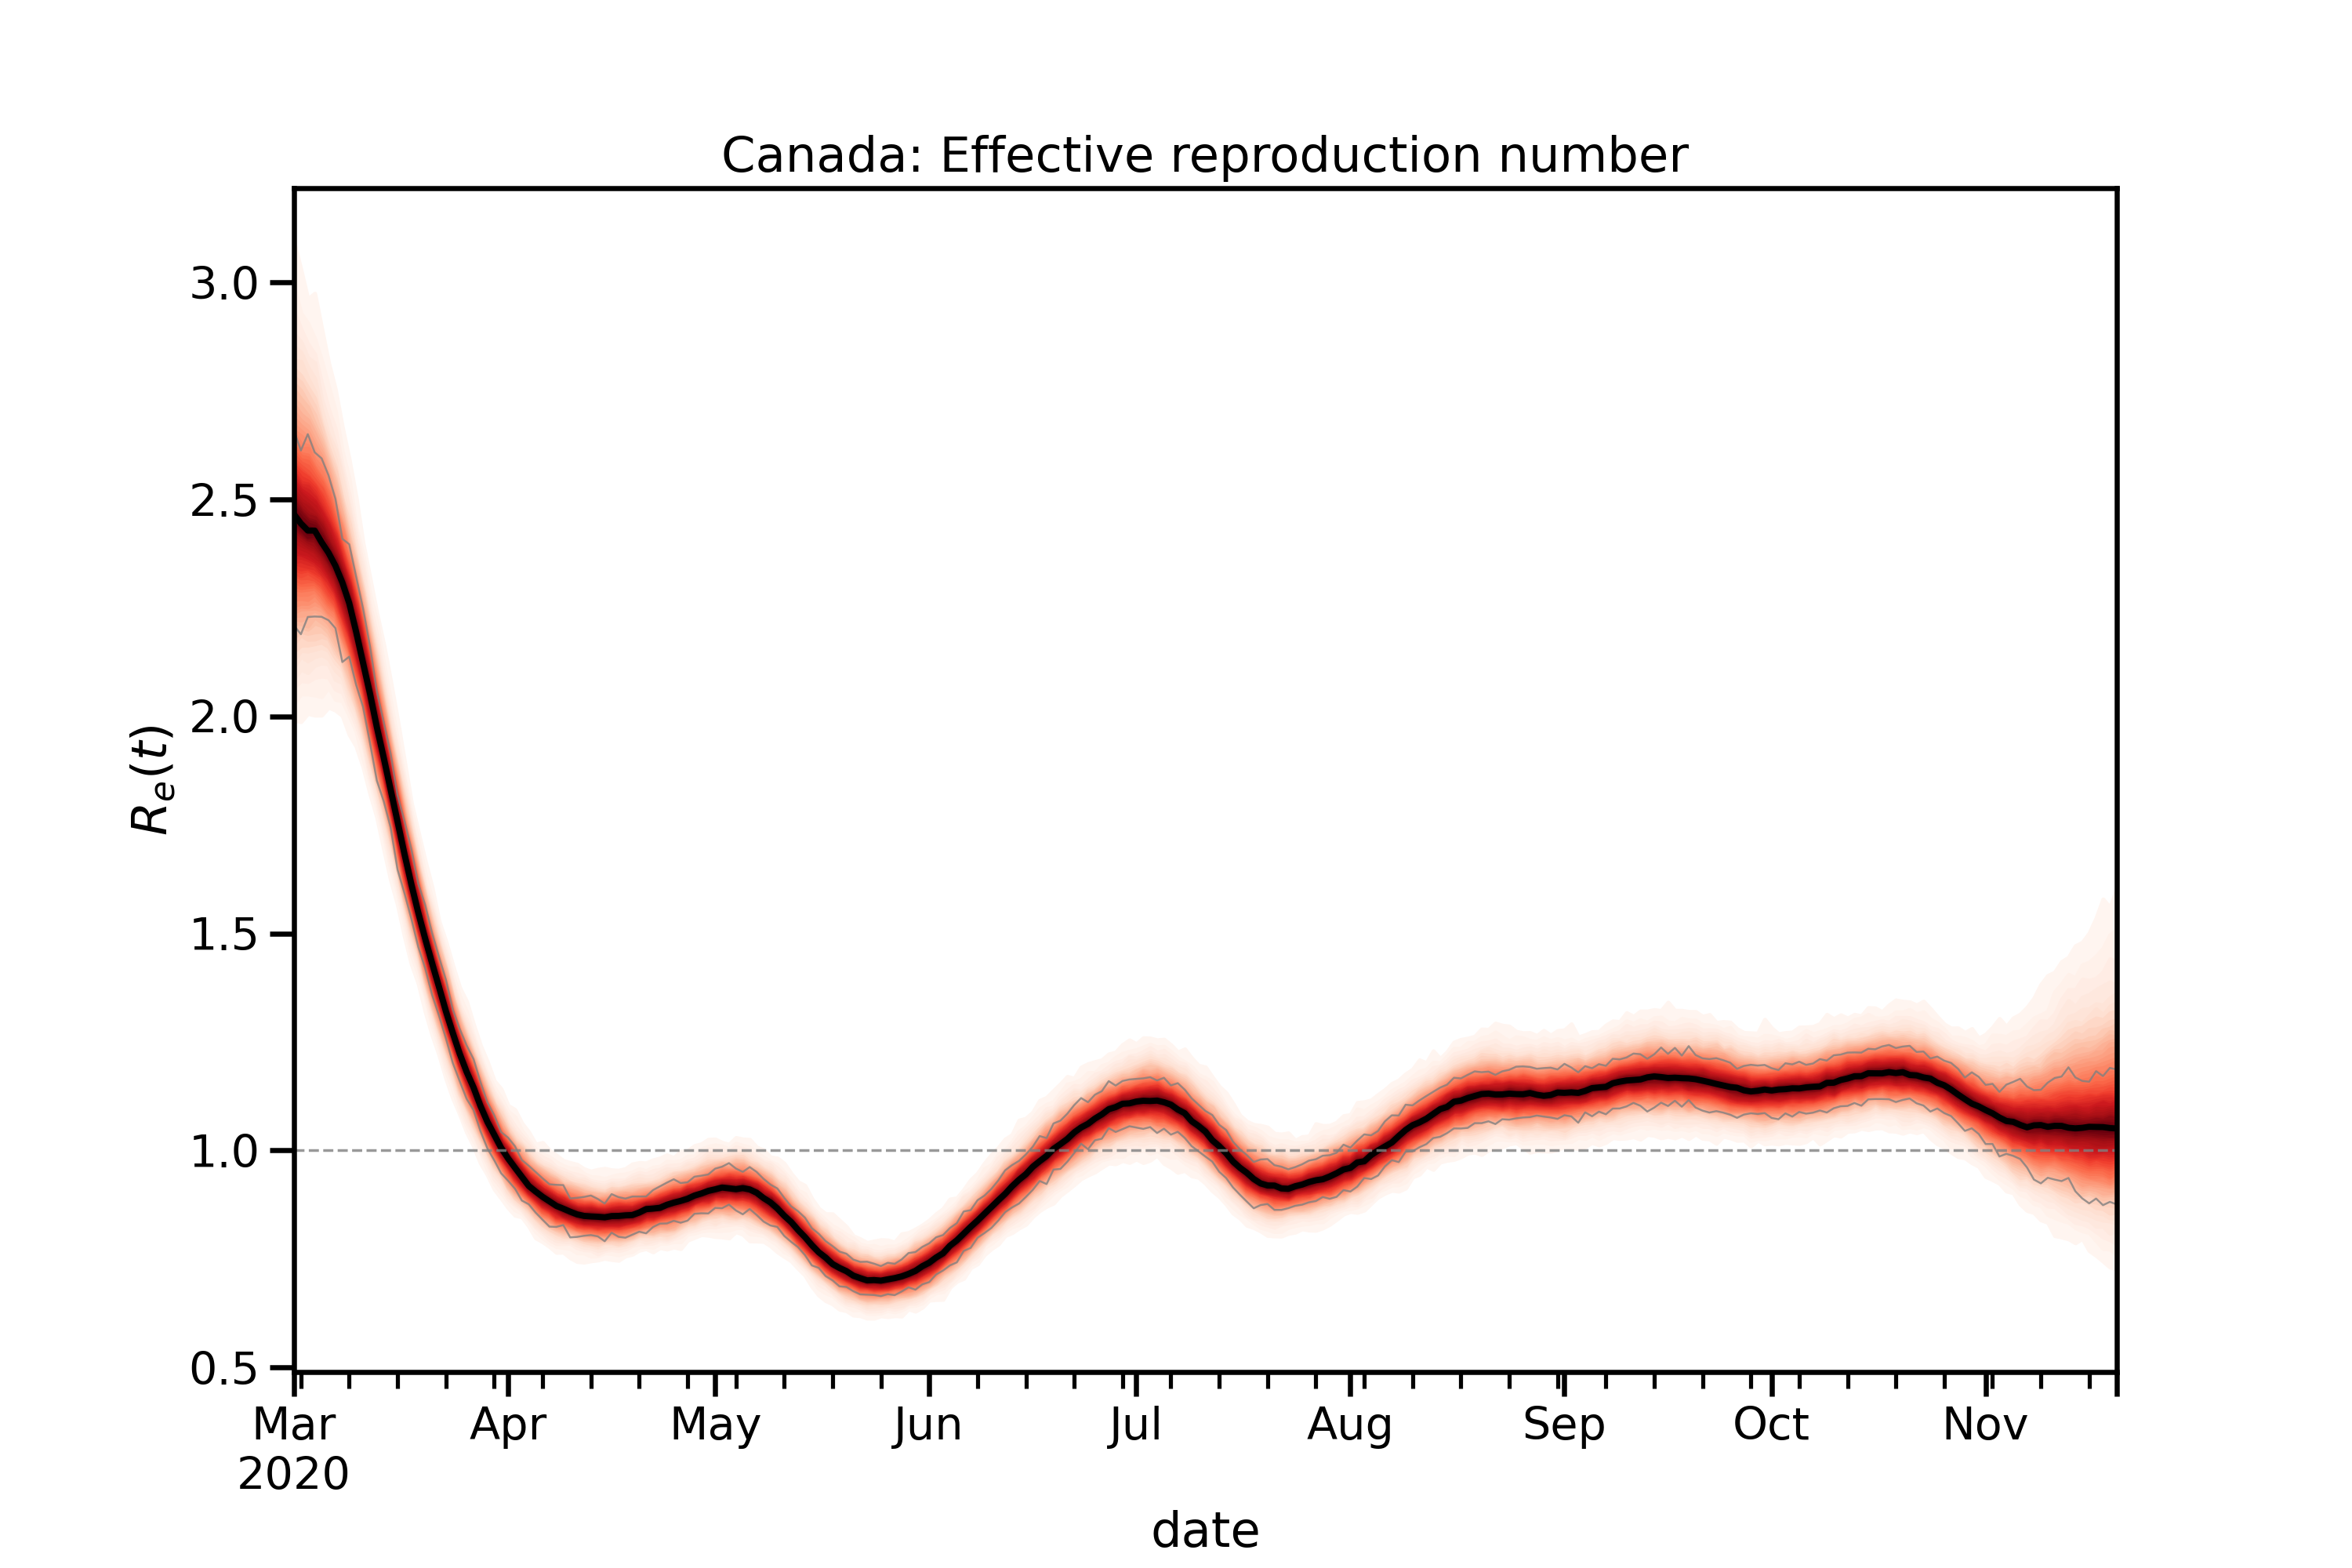 Canada: Effective reproduction number
3.0
2.5
2.0
1.5
1.0
0.5
Rₑ(t)
Mar Apr May Jun Jul Aug Sep Oct Nov
2020
date